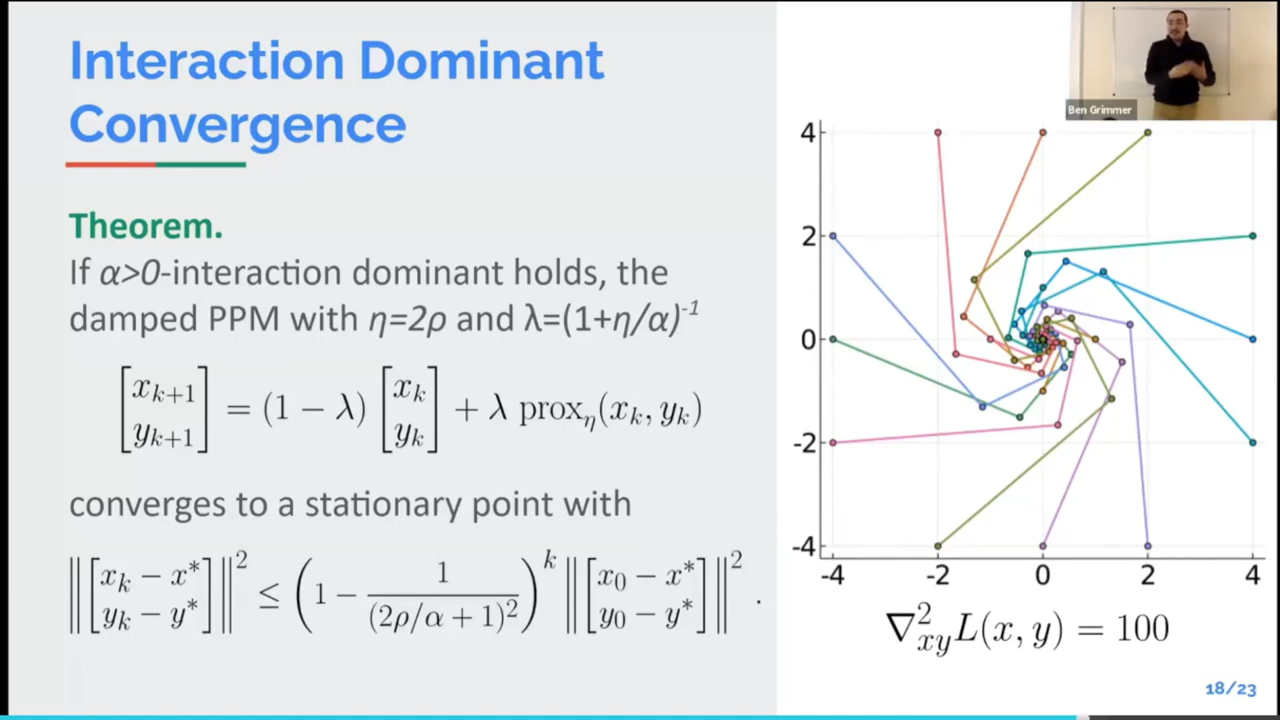 Interaction Dominant
Convergence
Theorem.
If α>0-interaction dominant holds, the
damped PPM with η=2ρ and λ=(1+η/α)⁻¹
[x_{k+1} y_{k+1}] = (1 − λ) [x_k y_k] + λ prox_η(x_k, y_k)
converges to a stationary point with
‖[x_k − x* y_k − y*]‖² ≤ (1 − 1/(2ρ/α + 1)²)^k ‖[x_0 − x* y_0 − y*]‖².
Ben Grimmer
4
2
0
-2
-4
-4 -2 0 2 4
∇²_{xy}L(x, y) = 100
18/23